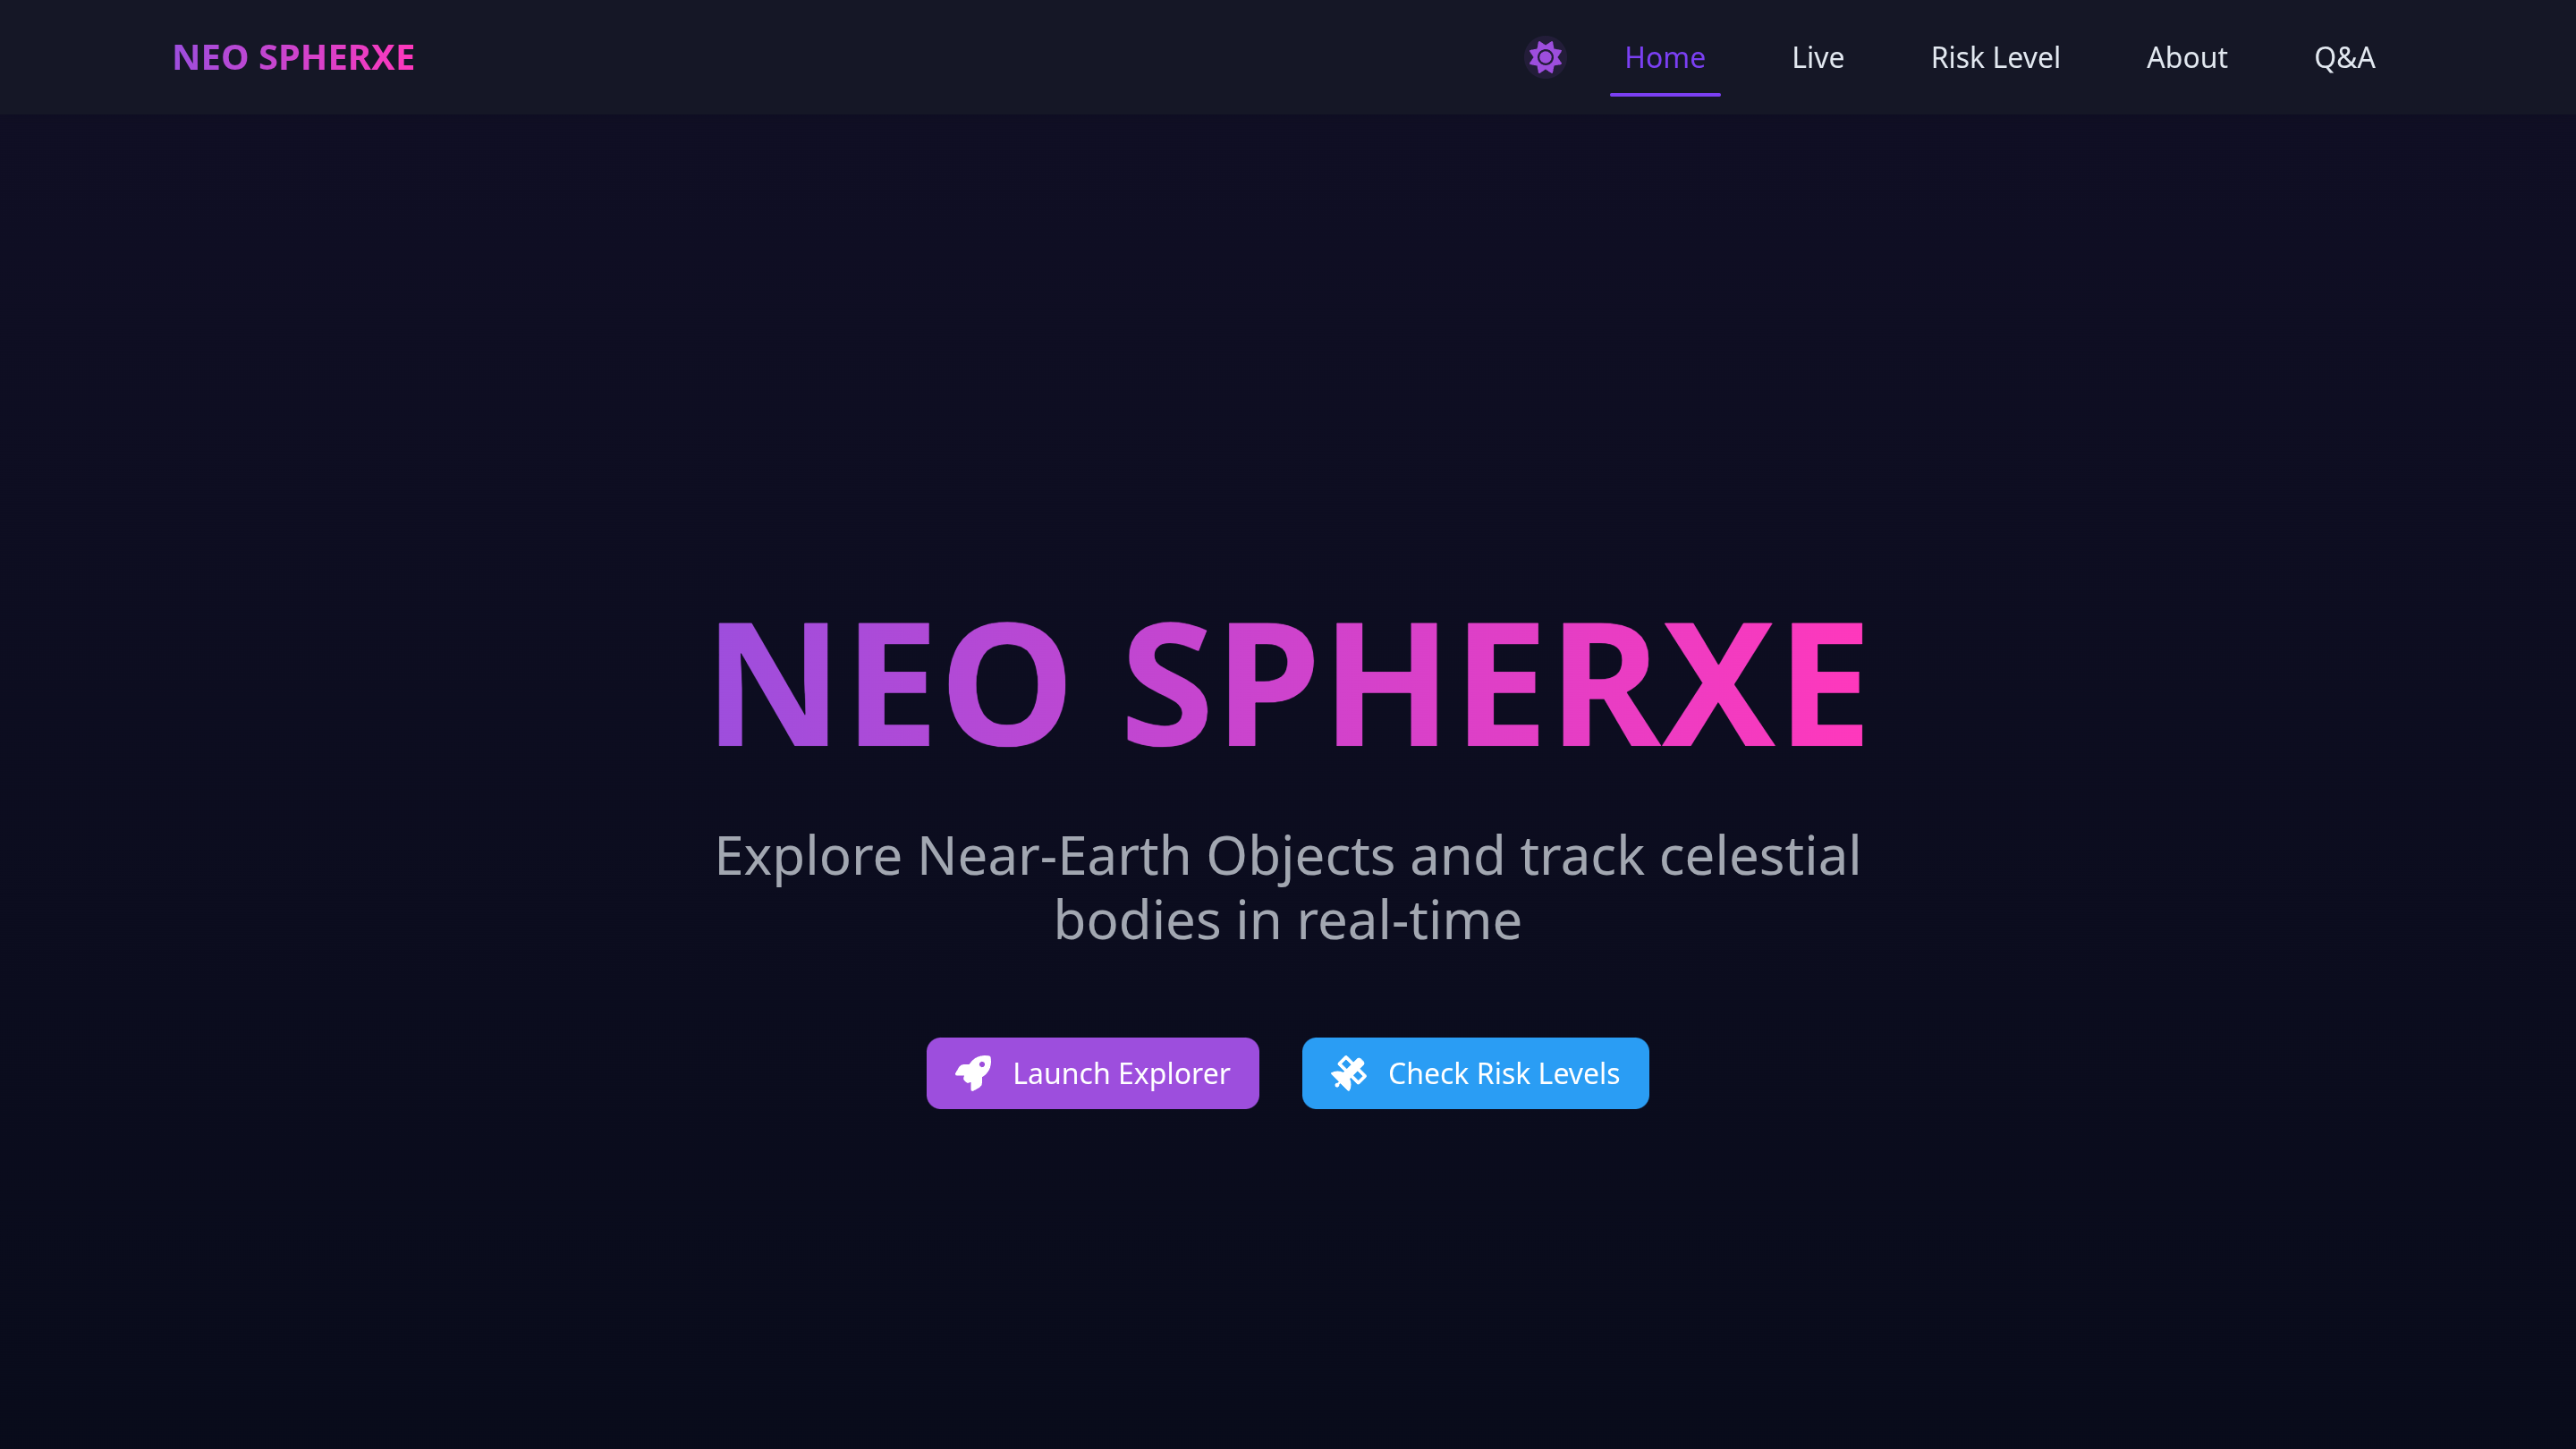 NEO SPHERXE
Home
Live
Risk Level
About
Q&A
NEO SPHERXE
Explore Near-Earth Objects and track celestial
bodies in real-time
Launch Explorer
Check Risk Levels